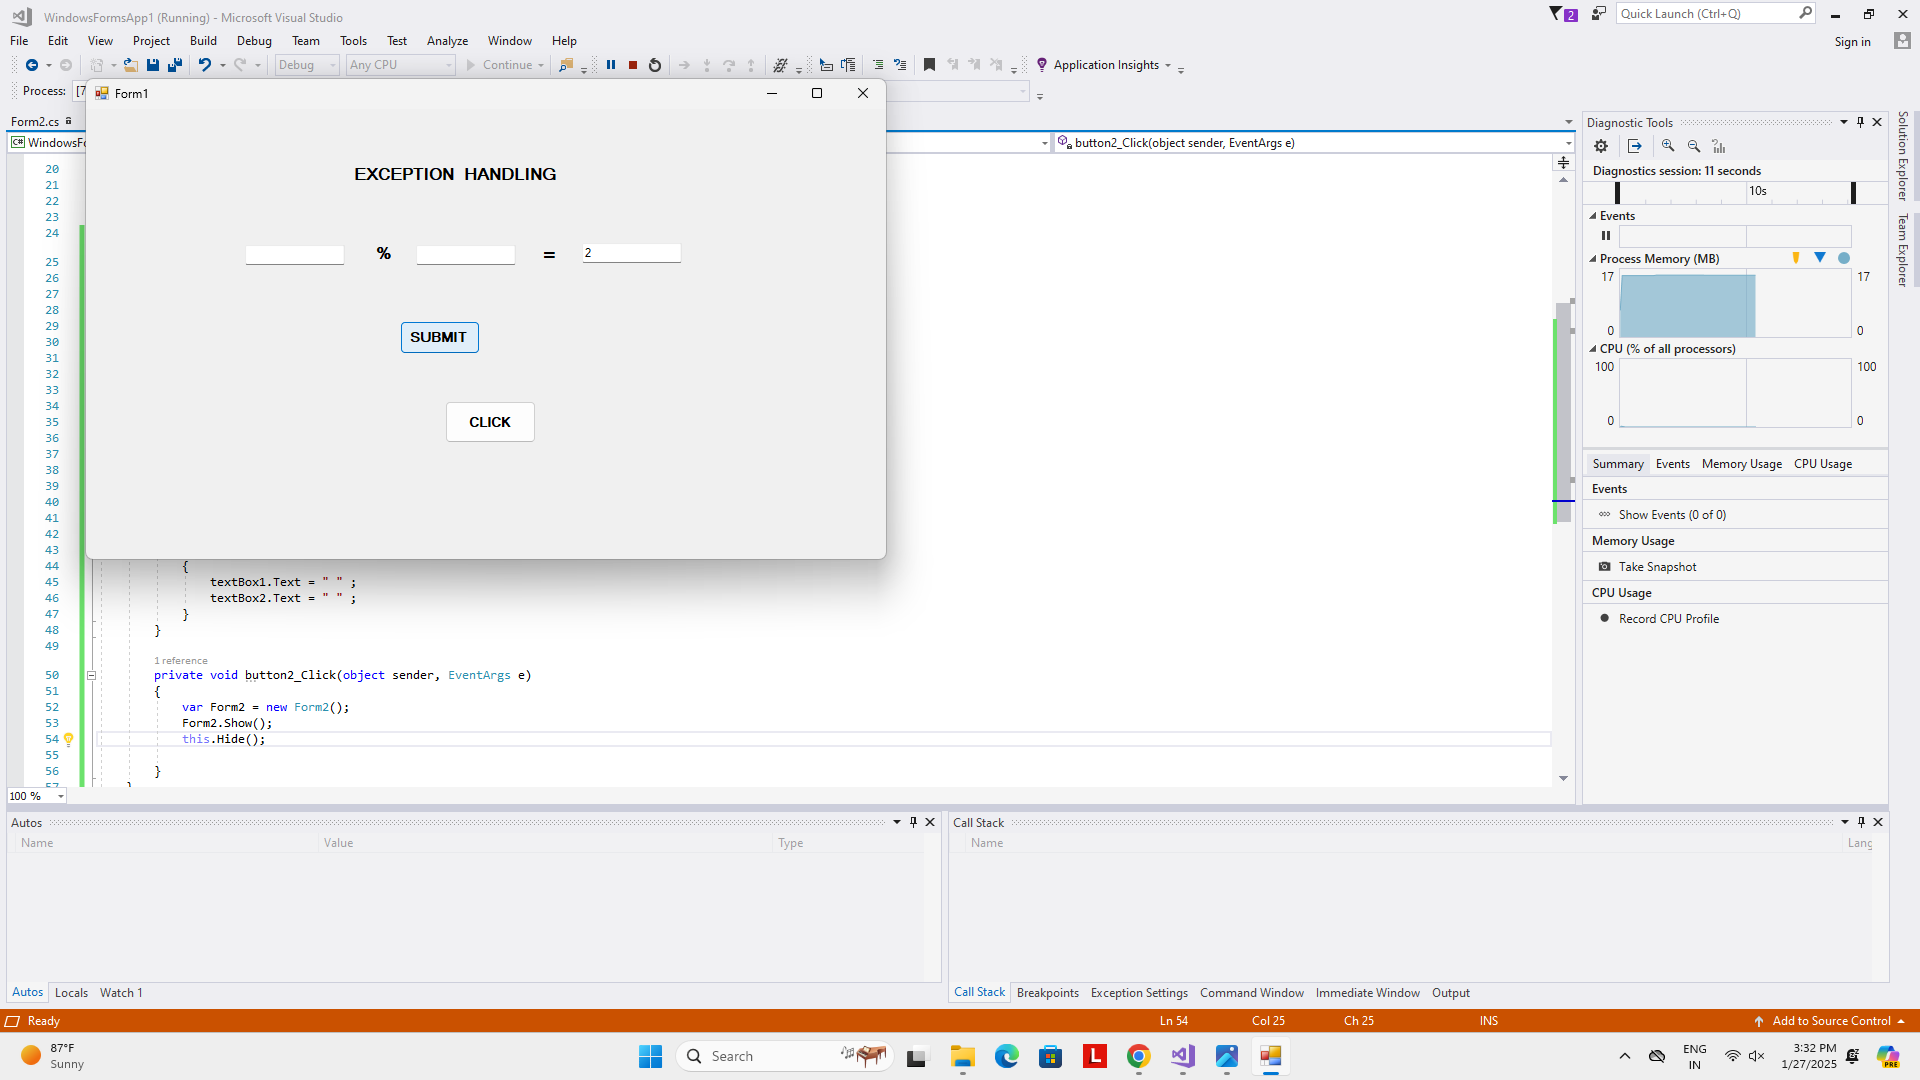 WindowsFormsApp1 (Running) - Microsoft Visual Studio
2
Quick Launch (Ctrl+Q)
File Edit View Project Build Debug Team Tools Test Analyze Window Help
Sign in
Debug Any CPU Continue Application Insights
Process: [7
Form1
Form2.cs
C# WindowsFo
button2_Click(object sender, EventArgs e)
EXCEPTION HANDLING
% = 2
SUBMIT
CLICK
20
21
22
23
24
25
26
27
28
29
30
31
32
33
34
35
36
37
38
39
40
41
42
43
44 {
45 textBox1.Text = " " ;
46 textBox2.Text = " " ;
47 }
48 }
49
1 reference
50 private void button2_Click(object sender, EventArgs e)
51 {
52 var Form2 = new Form2();
53 Form2.Show();
54 this.Hide();
55
56 }
57 }
100 %
Diagnostic Tools
Diagnostics session: 11 seconds
10s
Events
Process Memory (MB)
17 17
0 0
CPU (% of all processors)
100 100
0 0
Summary Events Memory Usage CPU Usage
Events
Show Events (0 of 0)
Memory Usage
Take Snapshot
CPU Usage
Record CPU Profile
Solution Explorer
Team Explorer
Autos
Name Value Type
Autos Locals Watch 1
Call Stack
Name Lang
Call Stack Breakpoints Exception Settings Command Window Immediate Window Output
Ready Ln 54 Col 25 Ch 25 INS Add to Source Control
87°F
Sunny
Search
L
PRE
ENG
IN
3:32 PM
1/27/2025